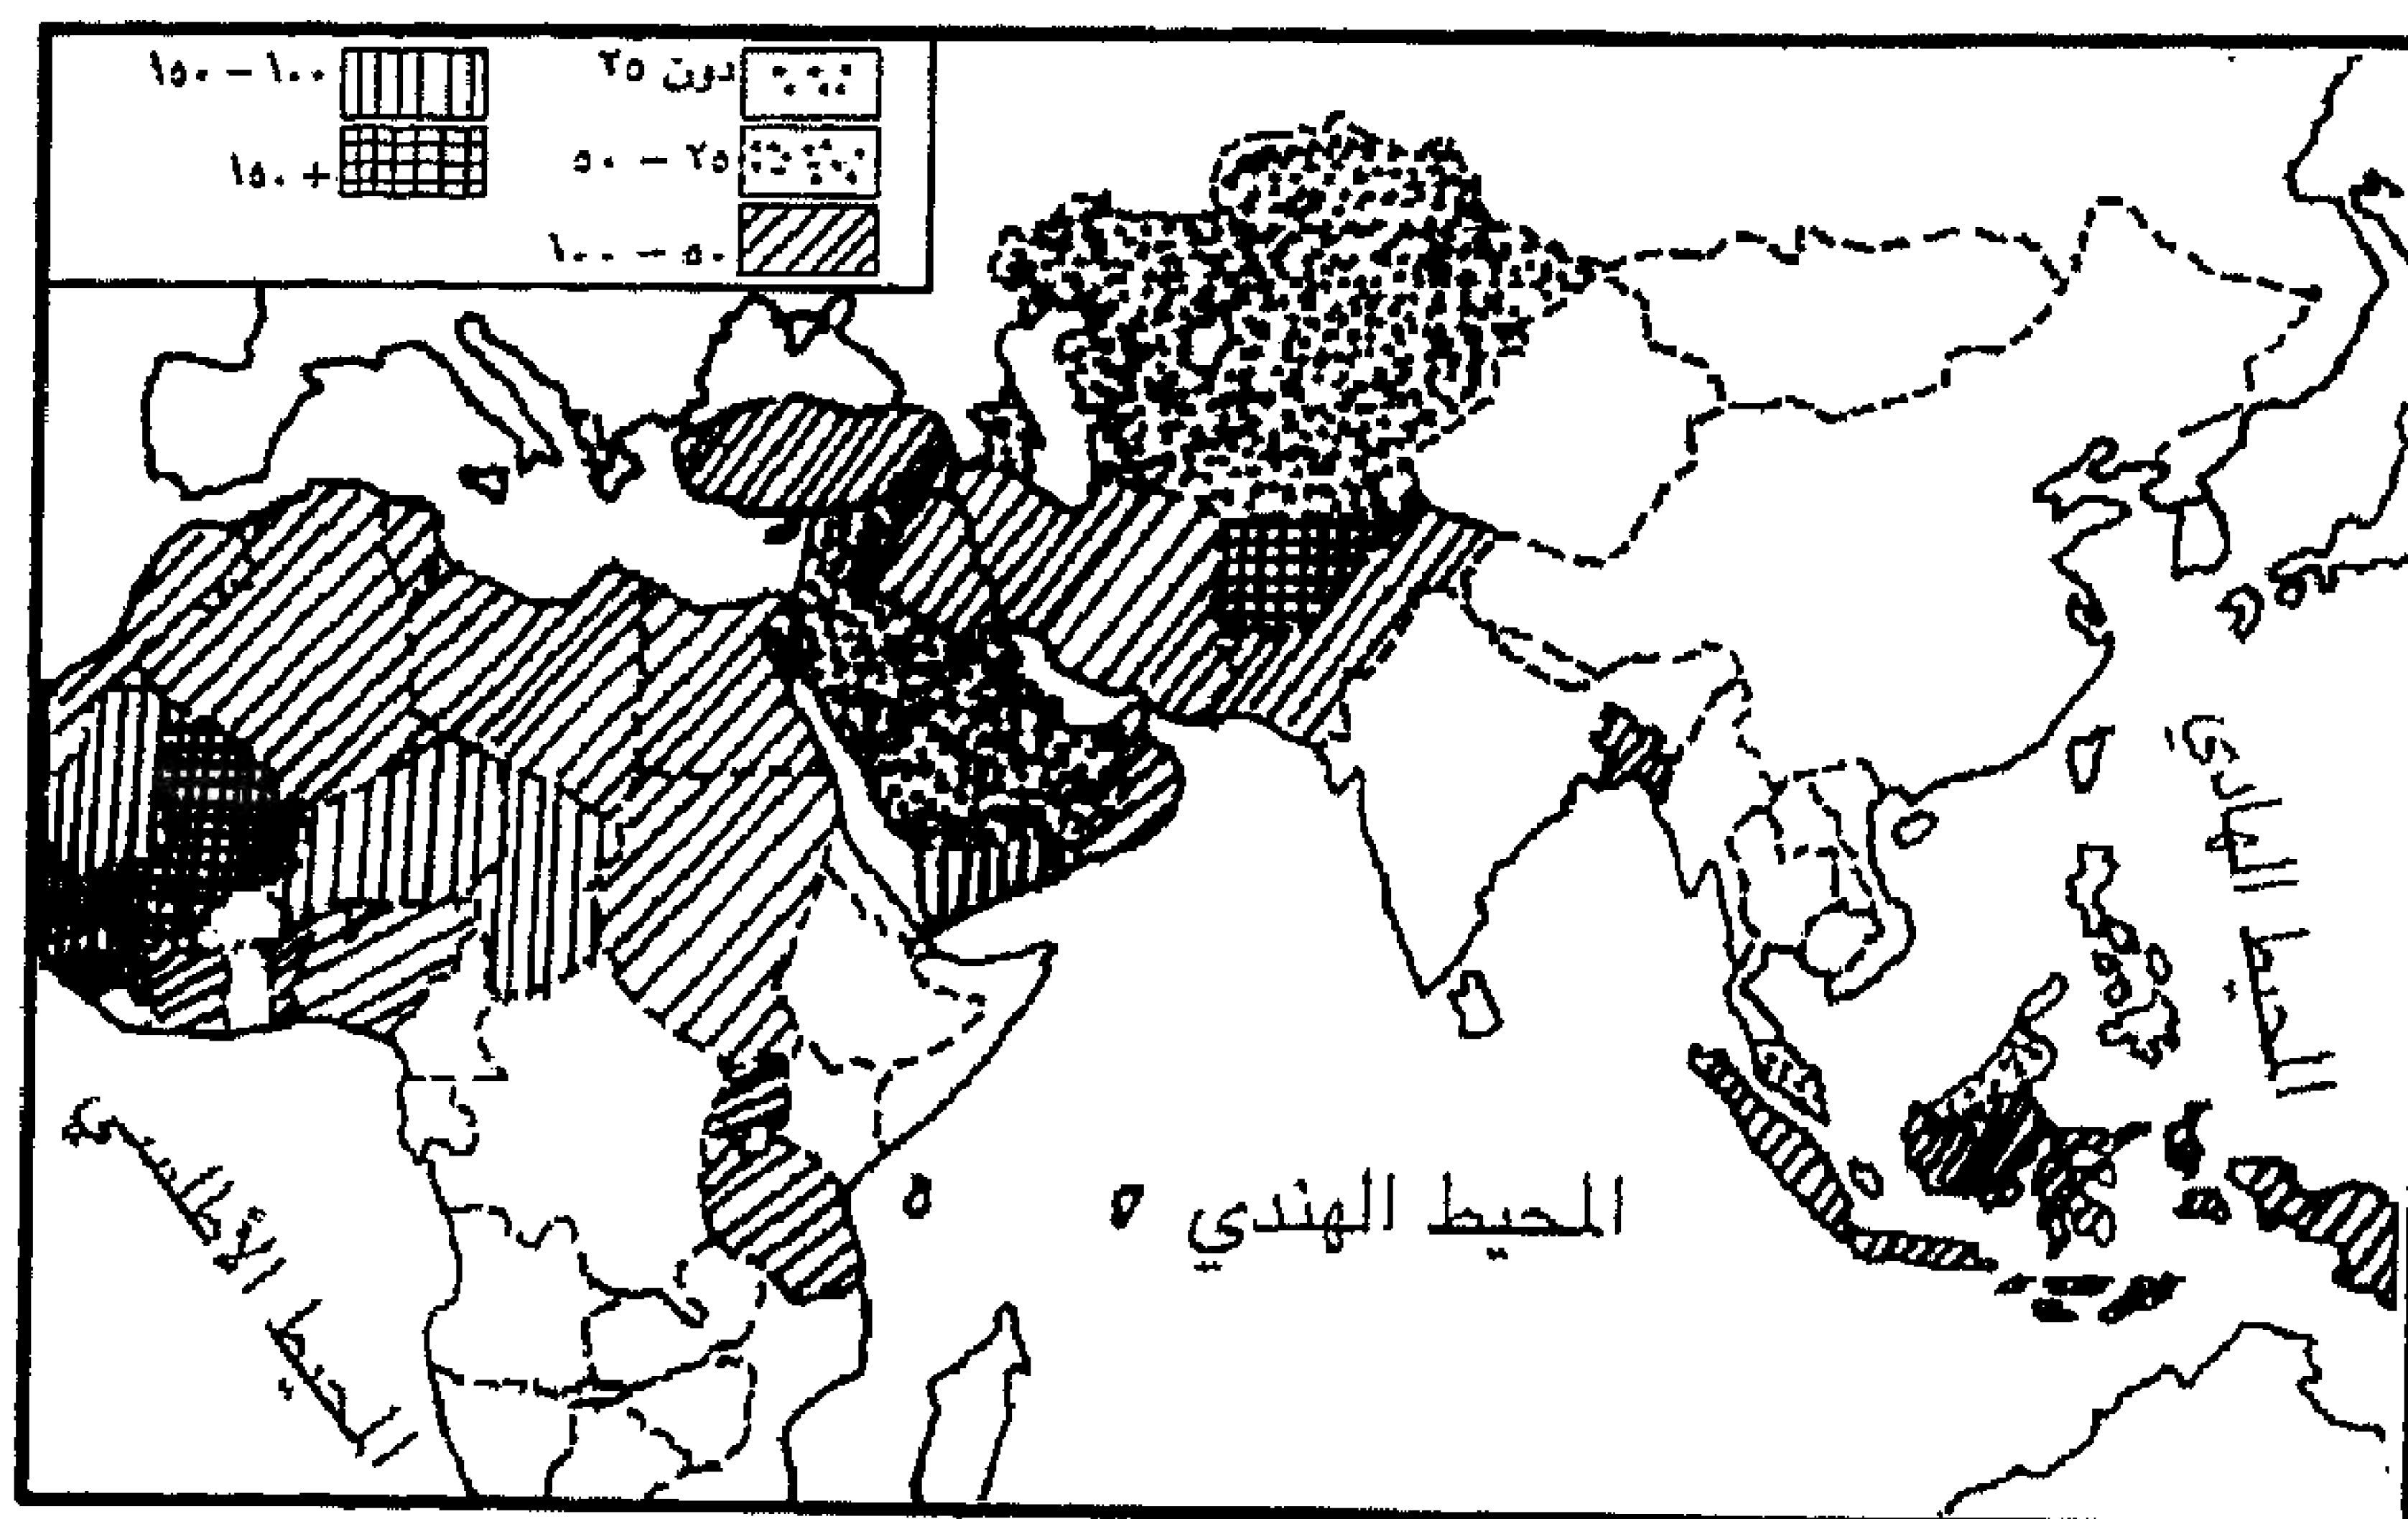 دون ٢٥
٢٥ - ٥٠
٥٠ - ١٠٠
١٠٠ - ١٥٠
+ ١٥٠
المحيط الهادي
المحيط الهندي
المحيط الأطلسي